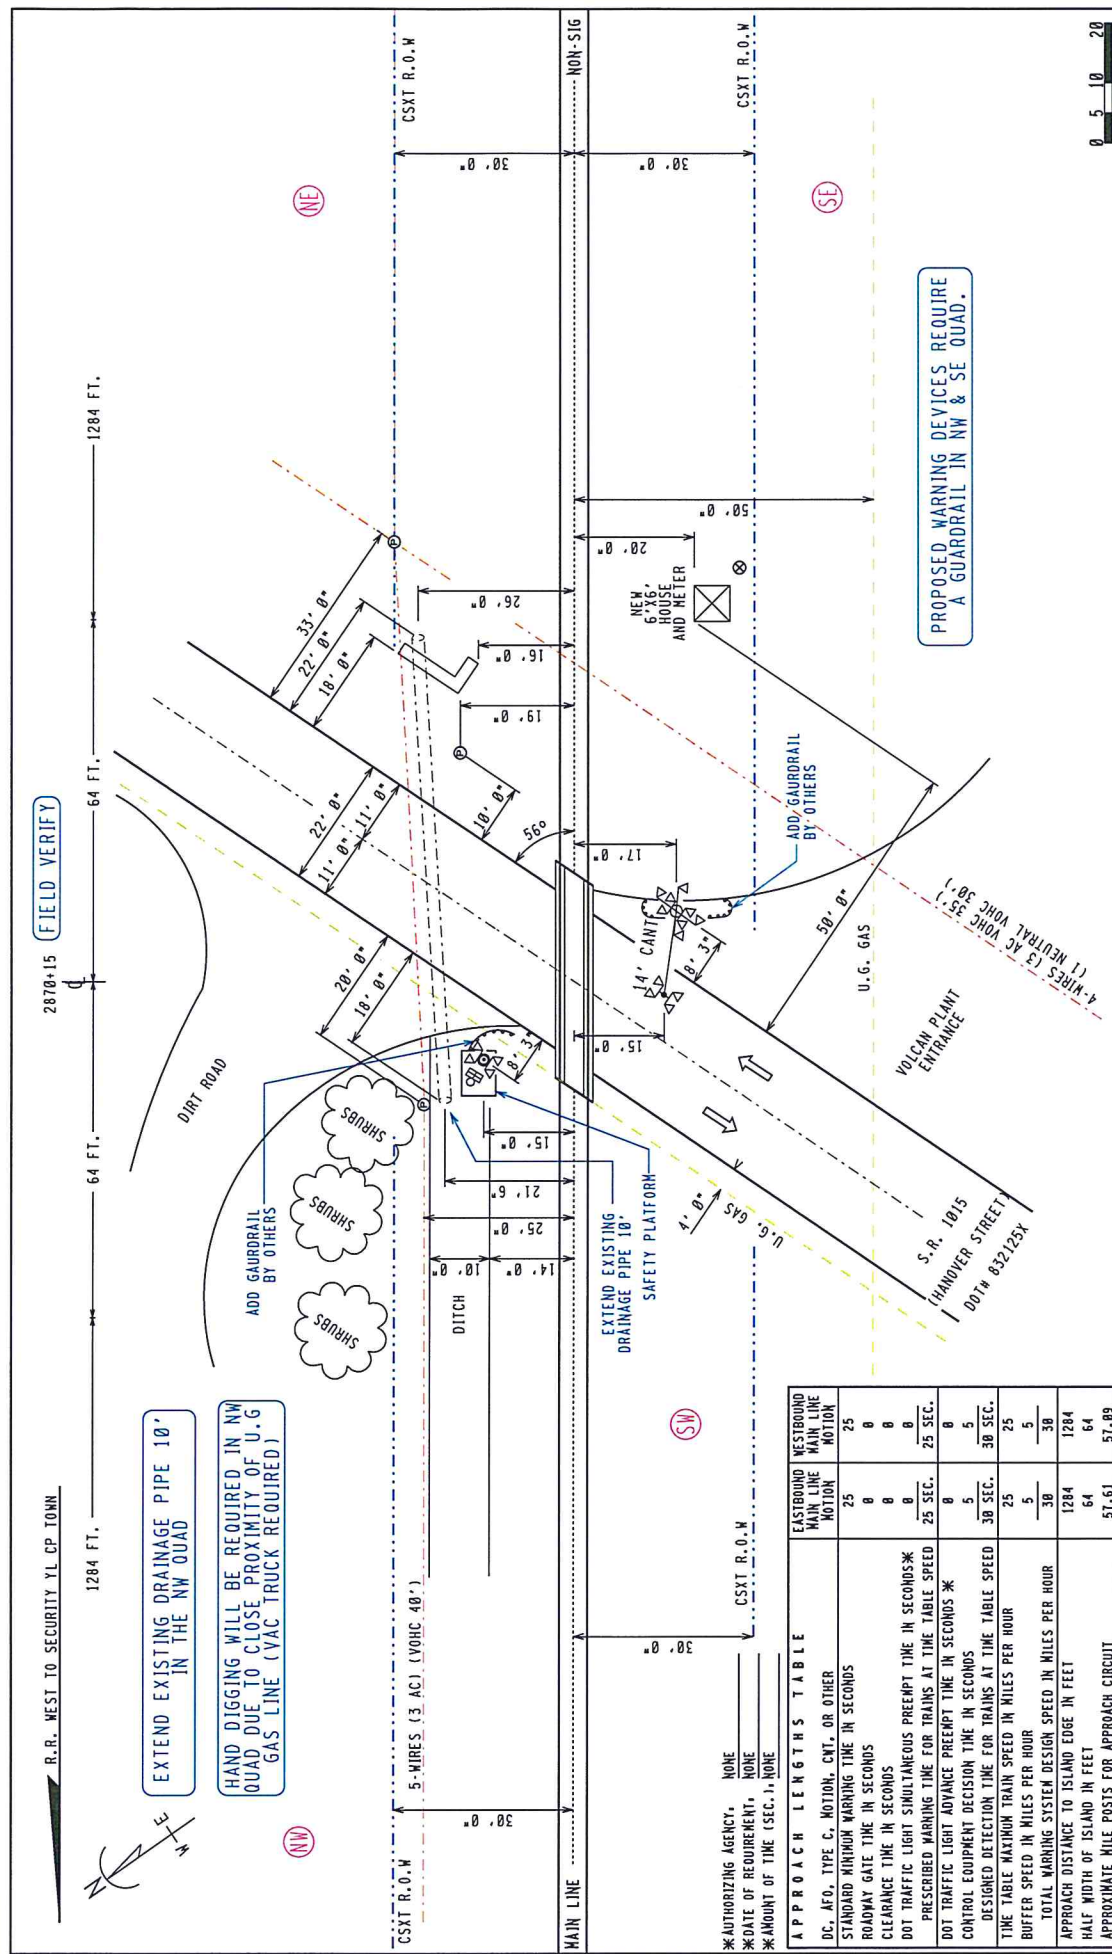 R.R. WEST TO SECURITY YL CP TOWN
2870+15
FIELD VERIFY
℄
1284 FT.
64 FT.
64 FT.
1284 FT.
N
E
W
EXTEND EXISTING DRAINAGE PIPE 10'
IN THE NW QUAD
HAND DIGGING WILL BE REQUIRED IN NW
QUAD DUE TO CLOSE PROXIMITY OF U.G
GAS LINE (VAC TRUCK REQUIRED)
NW
NE
DIRT ROAD
SHRUBS
SHRUBS
SHRUBS
ADD GAURDRAIL
BY OTHERS
20' 0"
18' 0"
22' 0"
11' 0"
11' 0"
33' 0"
22' 0"
18' 0"
P
P
P
10' 0"
56°
19' 0"
16' 0"
26' 0"
CSXT R.O.W
CSXT R.O.W
30' 0"
30' 0"
5-WIRES (3 AC) (VOHC 40')
DITCH
10' 0"
14' 0"
25' 0"
21' 6"
15' 0"
8' 3"
MAIN LINE
NON-SIG
EXTEND EXISTING
DRAINAGE PIPE 10'
SAFETY PLATFORM
15' 0"
14' CANT
17' 0"
8' 3"
ADD GAURDRAIL
BY OTHERS
NEW
6'X6'
HOUSE
AND METER
20' 0"
50' 0"
30' 0"
30' 0"
CSXT R.O.W
CSXT R.O.W
SW
SE
4' 0"
U.G. GAS
U.G. GAS
50' 0"
4-WIRES (3 AC VOHC 35')
(1 NEUTRAL VOHC 30')
VOLCAN PLANT
ENTRANCE
S.R. 1015
(HANOVER STREET)
DOT# 832125X
PROPOSED WARNING DEVICES REQUIRE
A GUARDRAIL IN NW & SE QUAD.
0 5 10 20
*AUTHORIZING AGENCY: NONE
*DATE OF REQUIREMENT: NONE
*AMOUNT OF TIME (SEC.): NONE
APPROACH LENGTHS TABLE
EASTBOUND WESTBOUND
MAIN LINE MAIN LINE
DC, AFO, TYPE C, MOTION, CWT, OR OTHER MOTION MOTION
STANDARD MINIMUM WARNING TIME IN SECONDS 25 25
ROADWAY GATE TIME IN SECONDS 0 0
CLEARANCE TIME IN SECONDS 0 0
DOT TRAFFIC LIGHT SIMULTANEOUS PREEMPT TIME IN SECONDS* 0 0
PRESCRIBED WARNING TIME FOR TRAINS AT TIME TABLE SPEED 25 SEC. 25 SEC.
DOT TRAFFIC LIGHT ADVANCE PREEMPT TIME IN SECONDS * 0 0
CONTROL EQUIPMENT DECISION TIME IN SECONDS 5 5
DESIGNED DETECTION TIME FOR TRAINS AT TIME TABLE SPEED 30 SEC. 30 SEC.
TIME TABLE MAXIMUM TRAIN SPEED IN MILES PER HOUR 25 25
BUFFER SPEED IN MILES PER HOUR 5 5
TOTAL WARNING SYSTEM DESIGN SPEED IN MILES PER HOUR 30 30
APPROACH DISTANCE TO ISLAND EDGE IN FEET 1284 1284
HALF WIDTH OF ISLAND IN FEET 64 64
APPROXIMATE MILE POSTS FOR APPROACH CIRCUIT 57.61 57.09